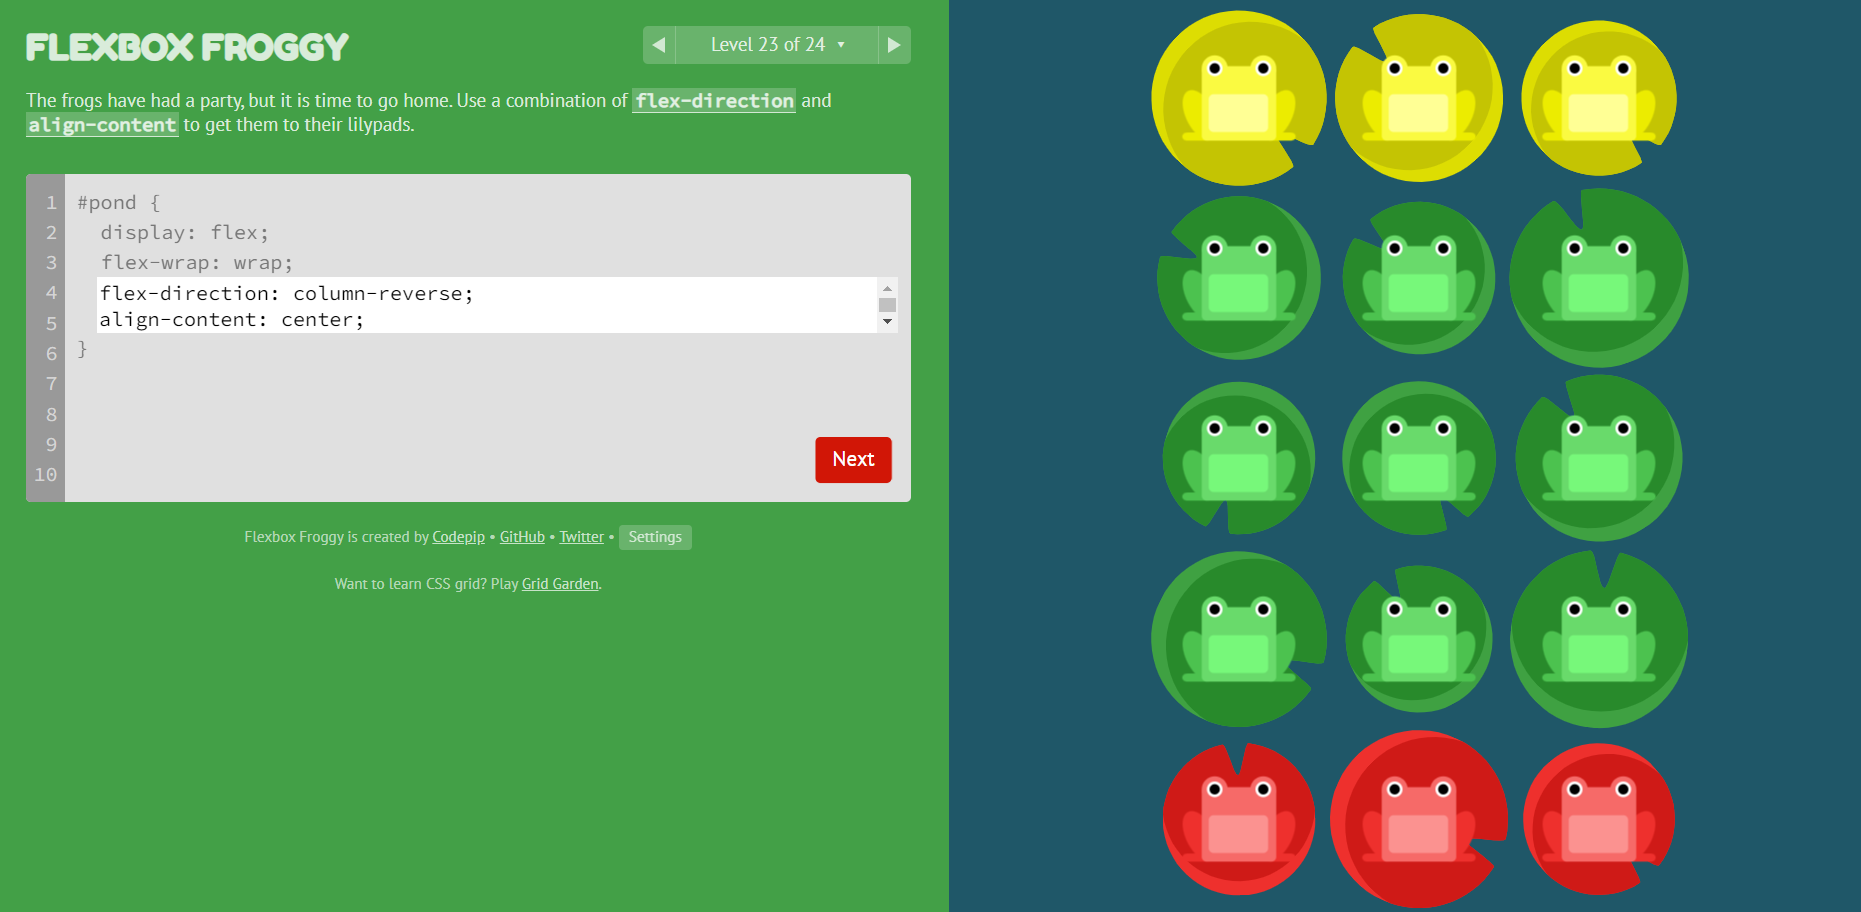 FLEXBOX FROGGY
◀ Level 23 of 24 ▾ ▶
The frogs have had a party, but it is time to go home. Use a combination of flex-direction and
align-content to get them to their lilypads.
1 #pond {
2 display: flex;
3 flex-wrap: wrap;
4 flex-direction: column-reverse;
5 align-content: center;
6 }
7
8
9
10
Next
Flexbox Froggy is created by Codepip • GitHub • Twitter • Settings
Want to learn CSS grid? Play Grid Garden.